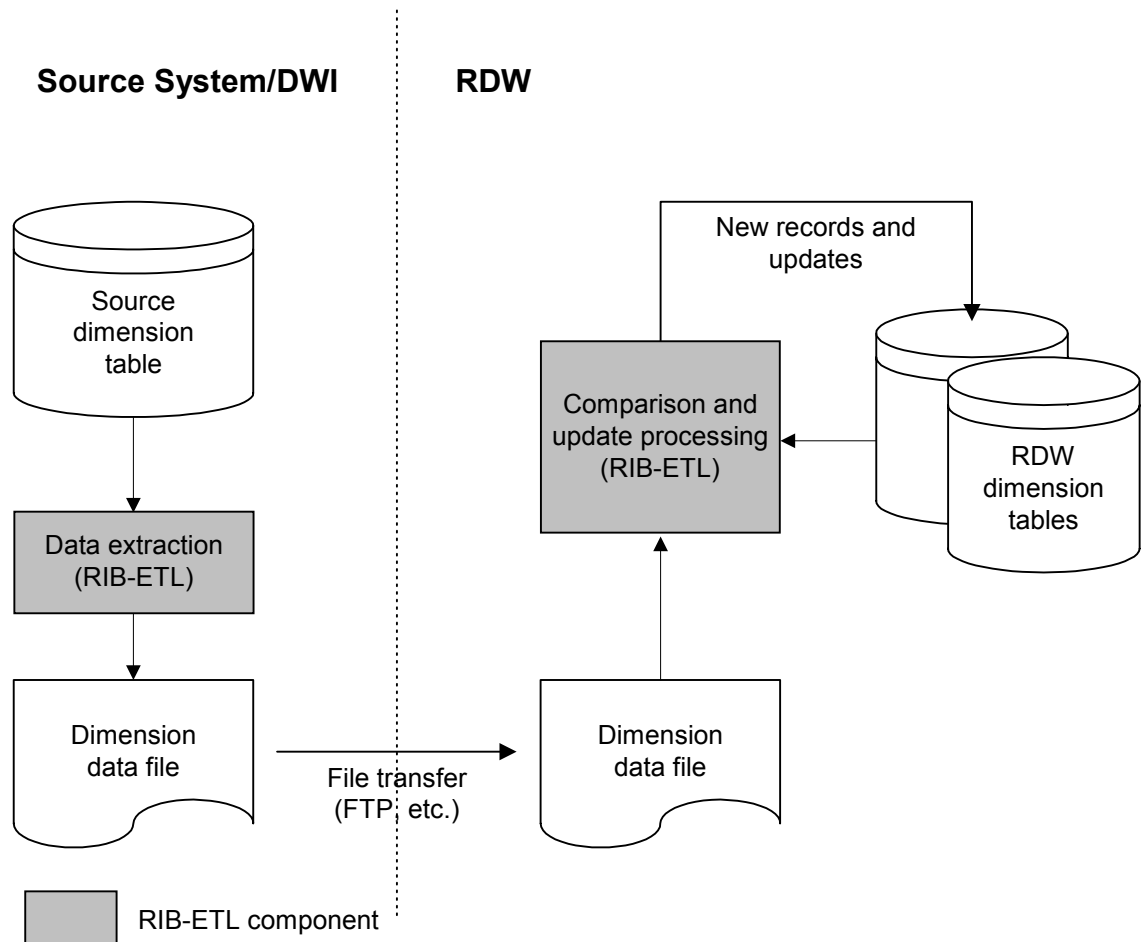 Source System/DWI
RDW
Source
dimension
table
Data extraction
(RIB-ETL)
Dimension
data file
File transfer
(FTP, etc.)
Dimension
data file
Comparison and
update processing
(RIB-ETL)
New records and
updates
RDW
dimension
tables
RIB-ETL component